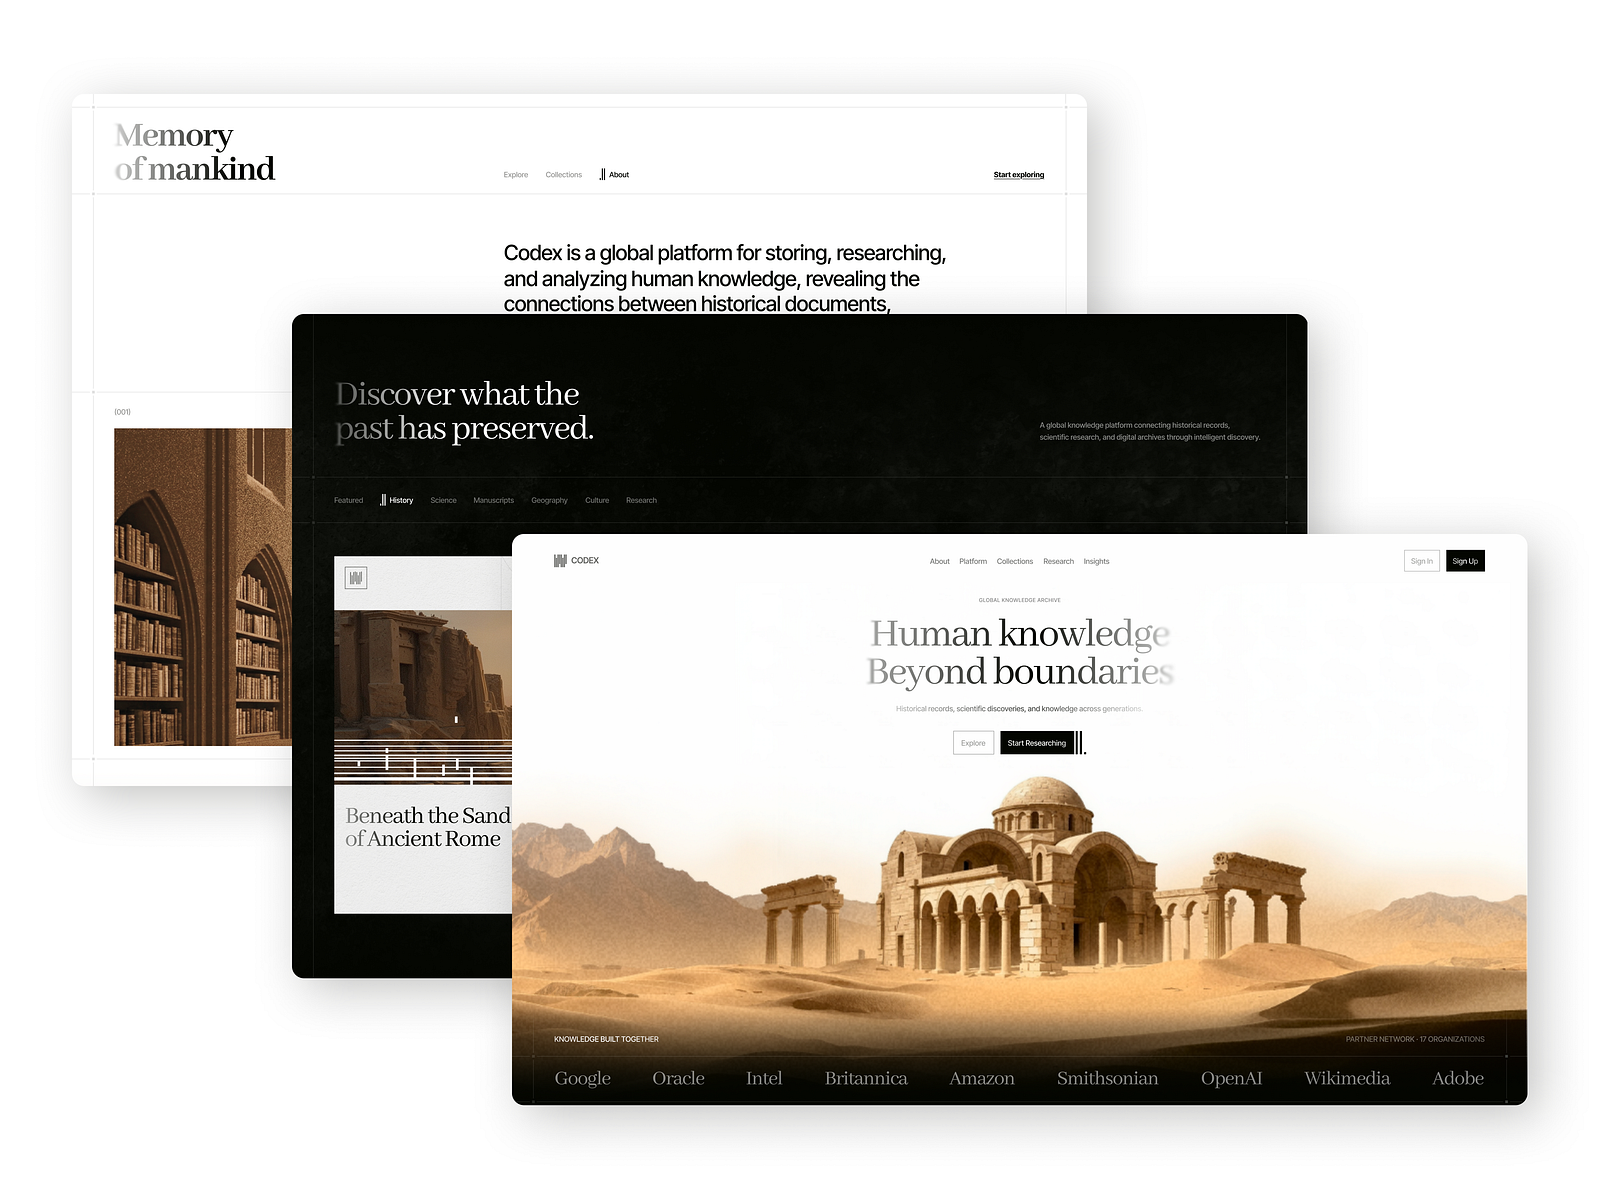 Memory
of mankind
Explore
Collections
About
Start exploring
Codex is a global platform for storing, researching,
and analyzing human knowledge, revealing the
connections between historical documents,
(001)
Discover what the
past has preserved.
A global knowledge platform connecting historical records,
scientific research, and digital archives through intelligent discovery.
Featured
History
Science
Manuscripts
Geography
Culture
Research
Beneath the Sand
of Ancient Rome
CODEX
About
Platform
Collections
Research
Insights
Sign In
Sign Up
GLOBAL KNOWLEDGE ARCHIVE
Human knowledge
Beyond boundaries
Historical records, scientific discoveries, and knowledge across generations.
Explore
Start Researching
KNOWLEDGE BUILT TOGETHER
PARTNER NETWORK - 17 ORGANIZATIONS
Google
Oracle
Intel
Britannica
Amazon
Smithsonian
OpenAI
Wikimedia
Adobe